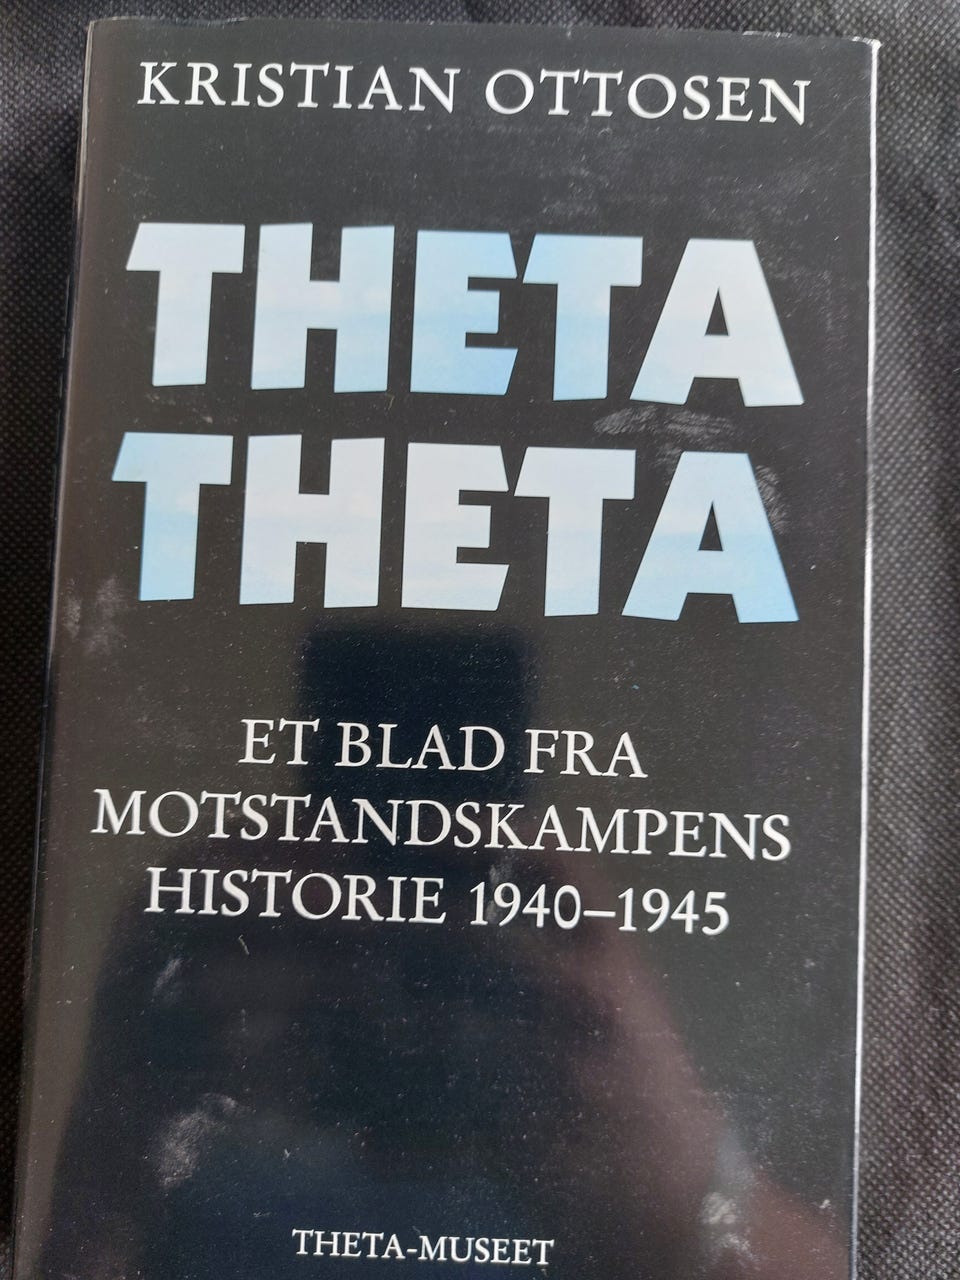 KRISTIAN OTTOSEN
THETA
THETA
ET BLAD FRA
MOTSTANDSKAMPENS
HISTORIE 1940–1945
THETA-MUSEET